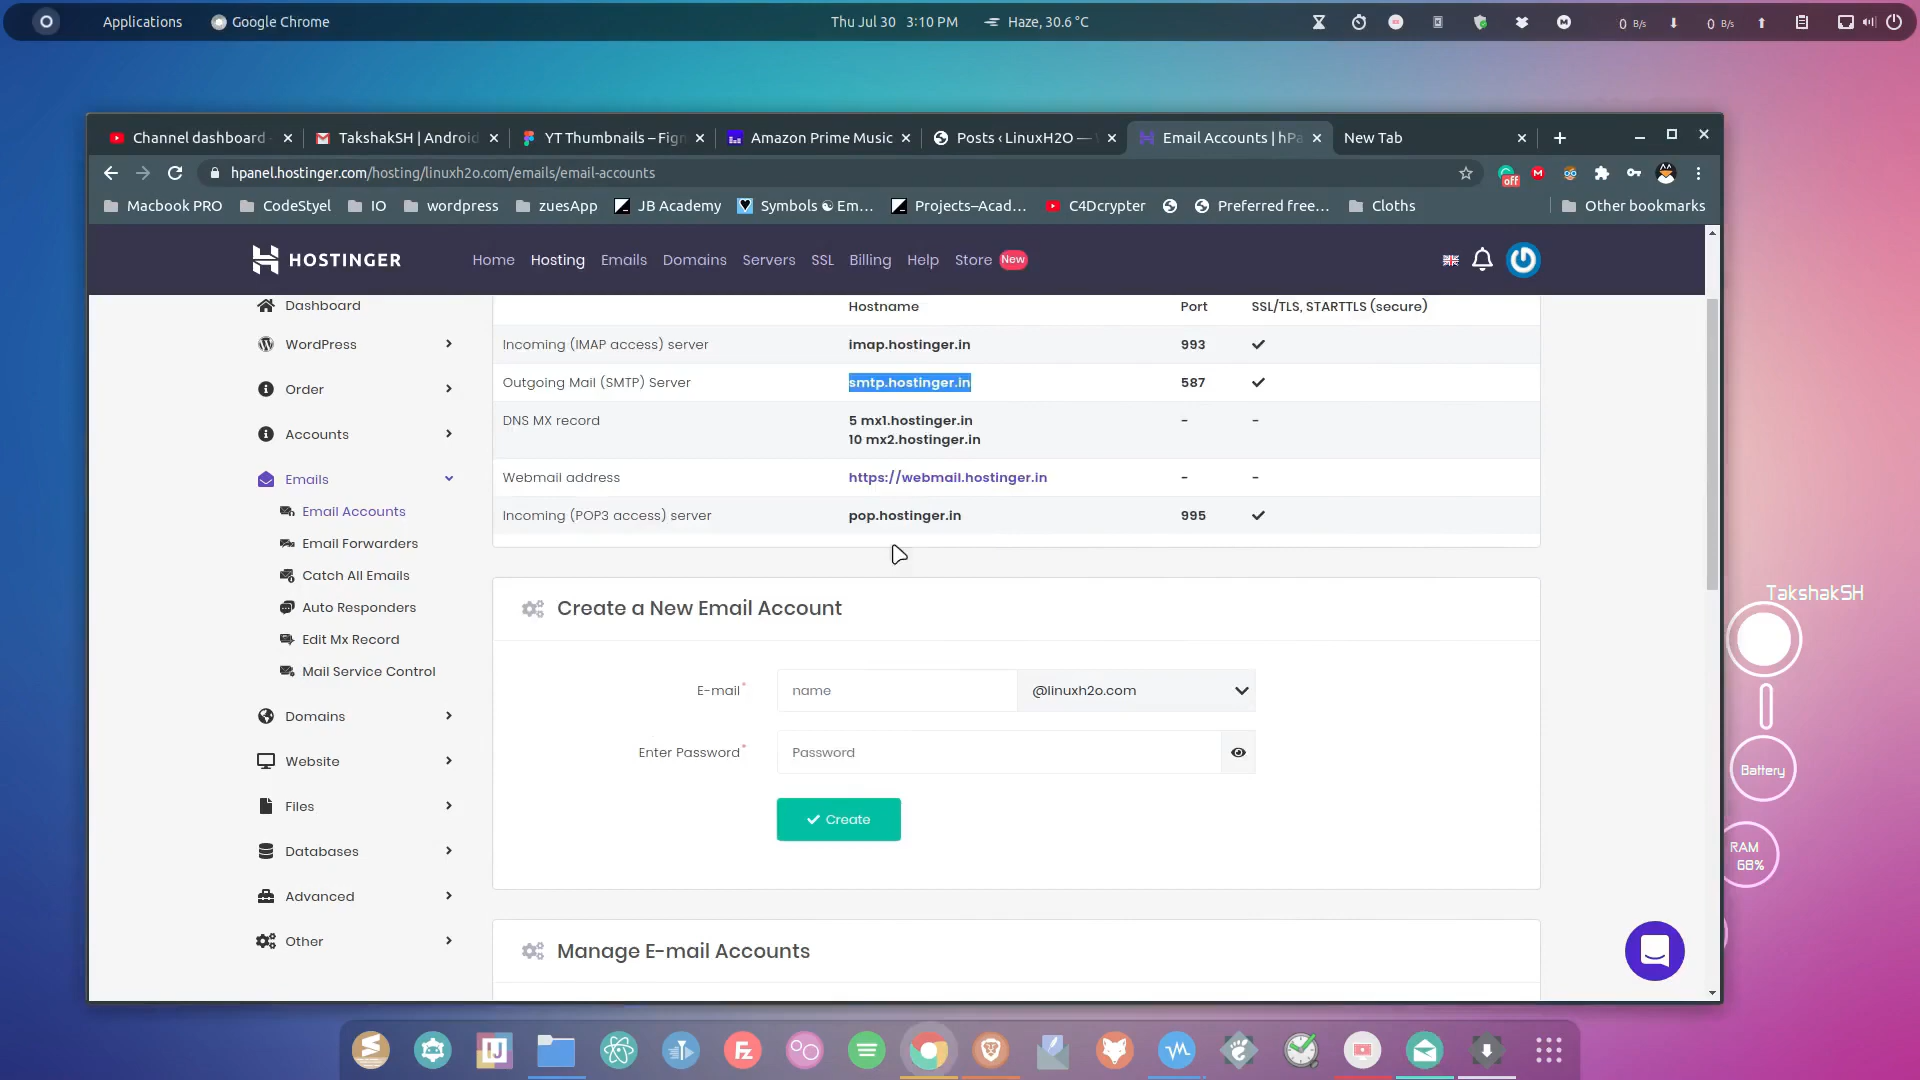 Applications
Google Chrome
Thu Jul 30 3:10 PM
Haze, 30.6 °C
0 B/s
0 B/s
Channel dashboard
TakshakSH | Android
YT Thumbnails – Figm
Amazon Prime Music
Posts ‹ LinuxH2O —
Email Accounts | hPa
New Tab
hpanel.hostinger.com/hosting/linuxh2o.com/emails/email-accounts
off
Macbook PRO
CodeStyel
IO
wordpress
zuesApp
JB Academy
Symbols ☯ Em...
Projects–Acad...
C4Dcrypter
Preferred free...
Cloths
Other bookmarks
HOSTINGER
Home
Hosting
Emails
Domains
Servers
SSL
Billing
Help
Store
New
Dashboard
WordPress
Order
Accounts
Emails
Email Accounts
Email Forwarders
Catch All Emails
Auto Responders
Edit Mx Record
Mail Service Control
Domains
Website
Files
Databases
Advanced
Other
Hostname Port SSL/TLS, STARTTLS (secure)
Incoming (IMAP access) server imap.hostinger.in 993
Outgoing Mail (SMTP) Server smtp.hostinger.in 587
DNS MX record 5 mx1.hostinger.in - -
10 mx2.hostinger.in
Webmail address https://webmail.hostinger.in - -
Incoming (POP3 access) server pop.hostinger.in 995
Create a New Email Account
E-mail* name @linuxh2o.com
Enter Password* Password
Create
Manage E-mail Accounts
TakshakSH
Battery
RAM
68%